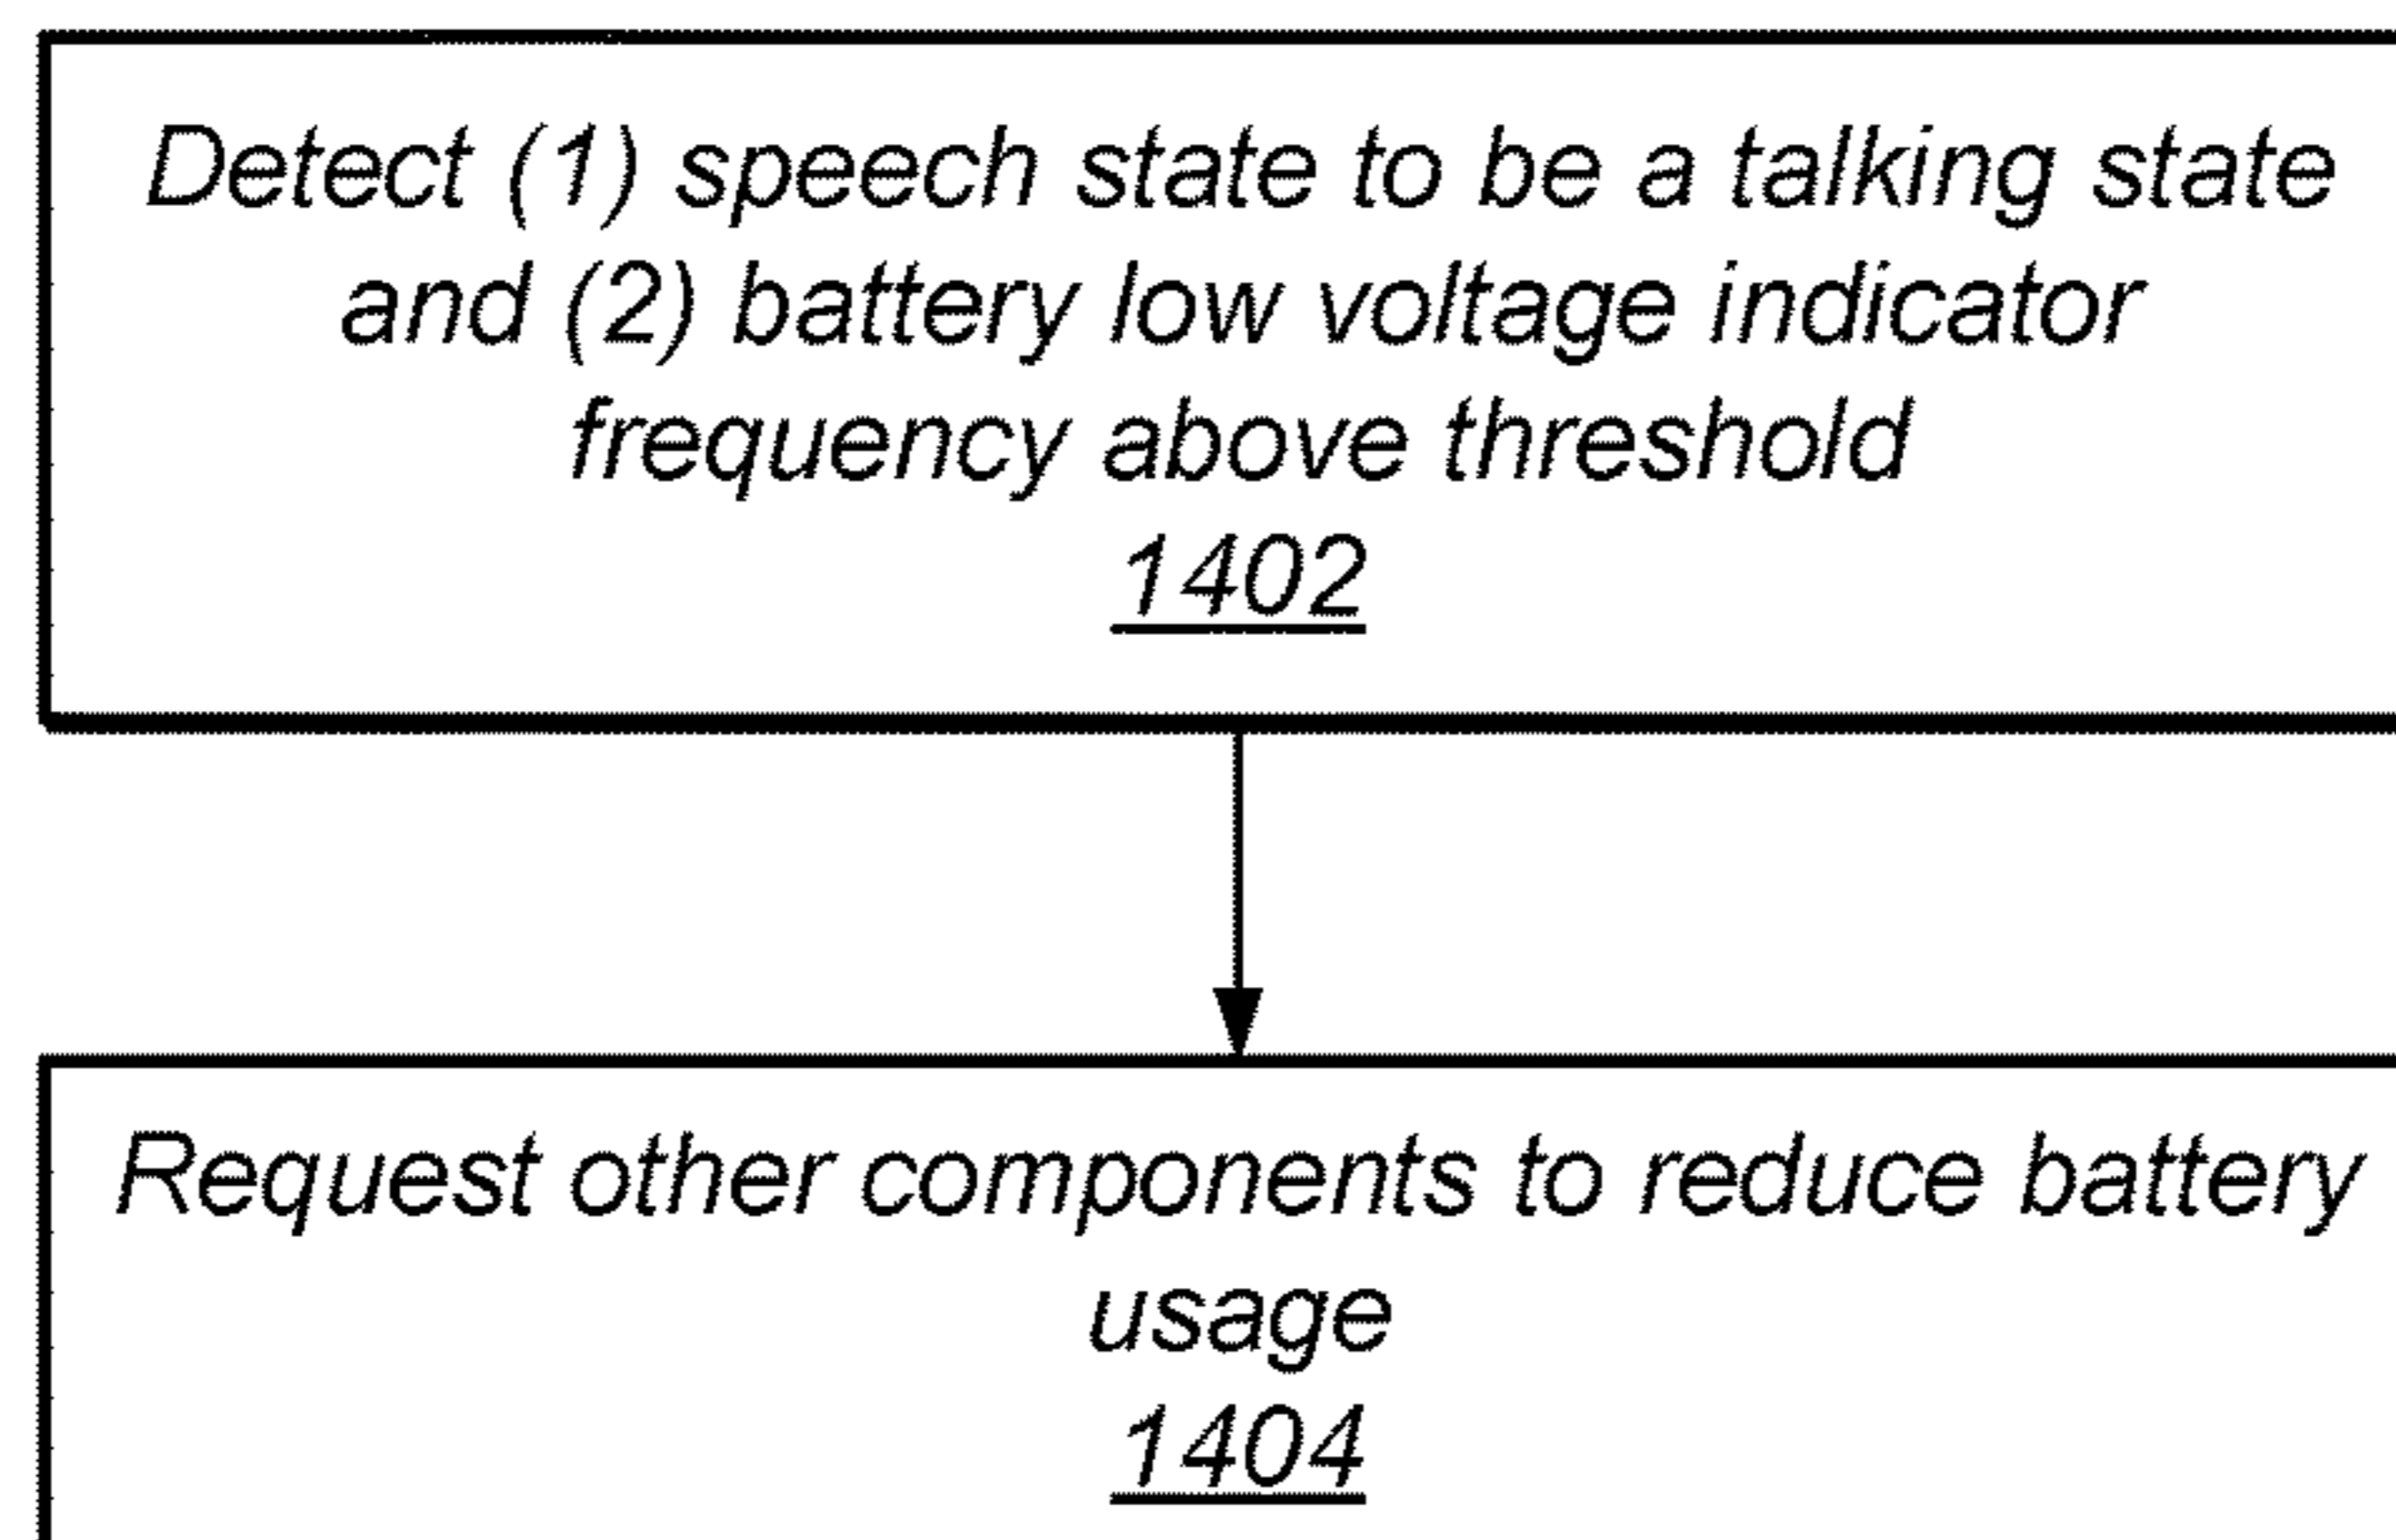 Detect (1) speech state to be a talking state
and (2) battery low voltage indicator
frequency above threshold
1402
Request other components to reduce battery
usage
1404